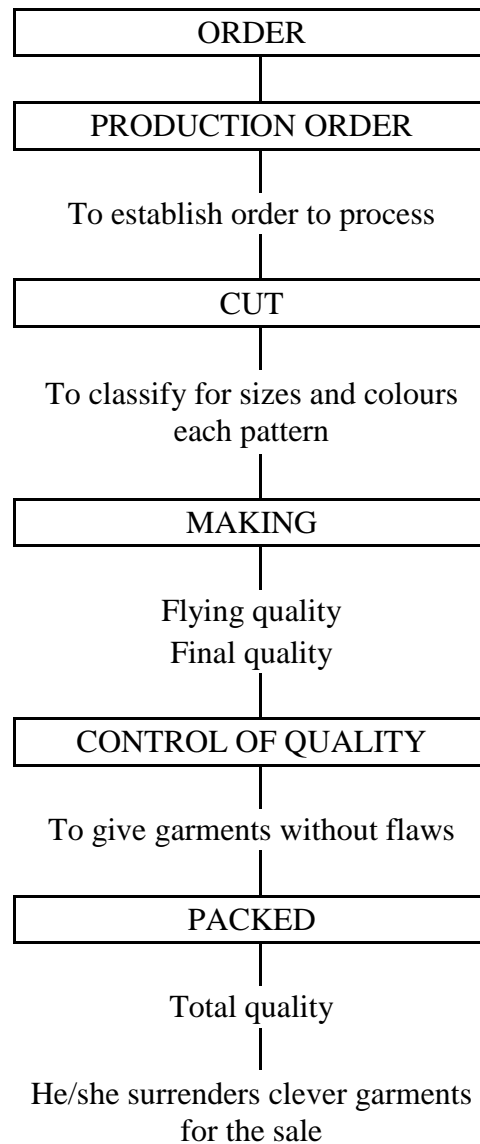 ORDER
PRODUCTION ORDER
To establish order to process
CUT
To classify for sizes and colours
each pattern
MAKING
Flying quality
Final quality
CONTROL OF QUALITY
To give garments without flaws
PACKED
Total quality
He/she surrenders clever garments
for the sale